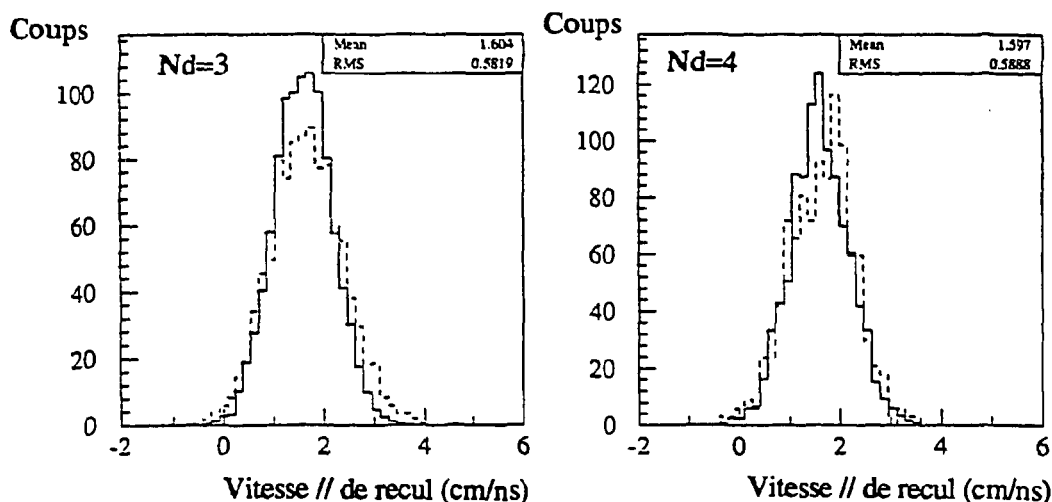 Coups
Nd=3
Mean 1.604
RMS 0.5819
100
80
60
40
20
0
-2 0 2 4 6
Vitesse // de recul (cm/ns)
Coups
Nd=4
Mean 1.597
RMS 0.5888
120
100
80
60
40
20
0
-2 0 2 4 6
Vitesse // de recul (cm/ns)